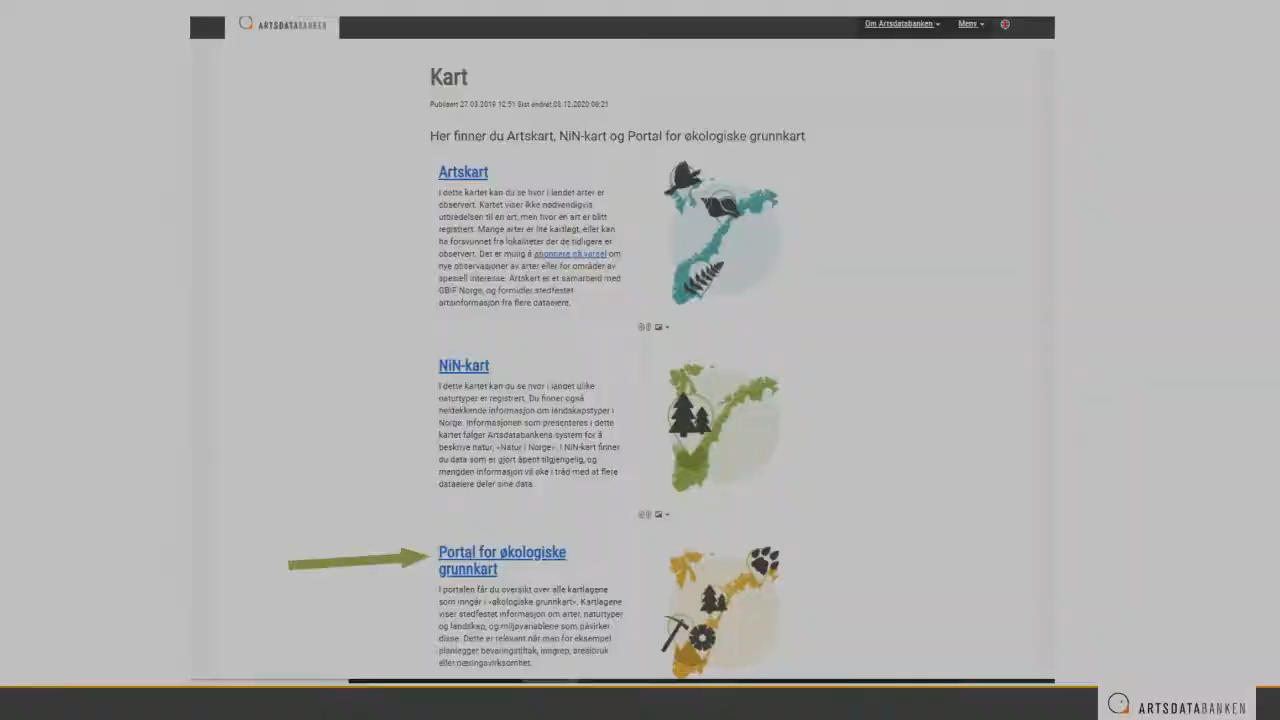 ARTSDATABANKEN
Om Artsdatabanken
Meny
Kart
Publisert 27.03.2019 12:51 Sist endret 08.12.2020 08:21
Her finner du Artskart, NiN-kart og Portal for økologiske grunnkart
Artskart
I dette kartet kan du se hvor i landet arter er
observert. Kartet viser ikke nødvendigvis
utbredelsen til en art, men hvor en art er blitt
registrert. Mange arter er lite kartlagt, eller kan
ha forsvunnet fra lokaliteter der de tidligere er
observert. Det er mulig å abonnere på varsel om
nye observasjoner av arter eller for områder av
spesiell interesse. Artskart er et samarbeid med
GBIF Norge, og formidler stedfestet
artsinformasjon fra flere dataeiere.
NiN-kart
I dette kartet kan du se hvor i landet ulike
naturtyper er registrert. Du finner også
heldekkende informasjon om landskapstyper i
Norge. Informasjonen som presenteres i dette
kartet følger Artsdatabankens system for å
beskrive natur, «Natur i Norge». I NiN-kart finner
du data som er gjort åpent tilgjengelig, og
mengden informasjon vil øke i tråd med at flere
dataeiere deler sine data.
Portal for økologiske
grunnkart
I portalen får du oversikt over alle kartlagene
som inngår i «økologiske grunnkart». Kartlagene
viser stedfestet informasjon om arter, naturtyper
og landskap, og miljøvariablene som påvirker
disse. Dette er relevant når man for eksempel
planlegger bevaringstiltak, inngrep, arealbruk
eller næringsvirksomhet.
ARTSDATABANKEN